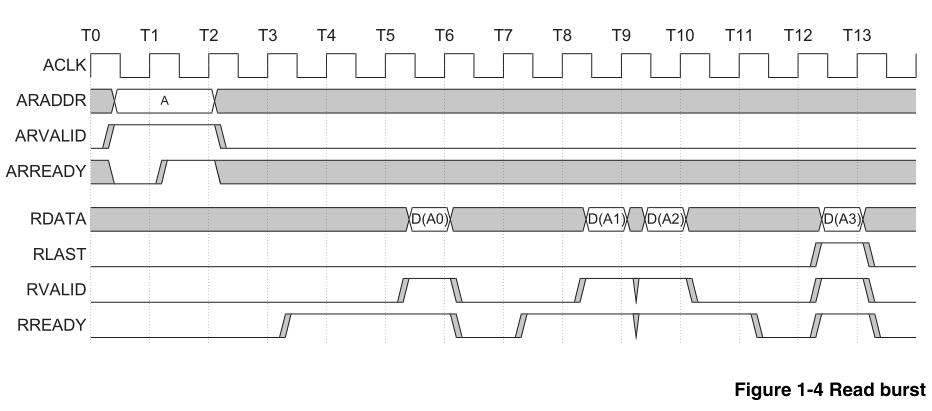 T0 T1 T2 T3 T4 T5 T6 T7 T8 T9 T10 T11 T12 T13
ACLK
ARADDR A
ARVALID
ARREADY
RDATA D(A0) D(A1) D(A2) D(A3)
RLAST
RVALID
RREADY
Figure 1-4 Read burst